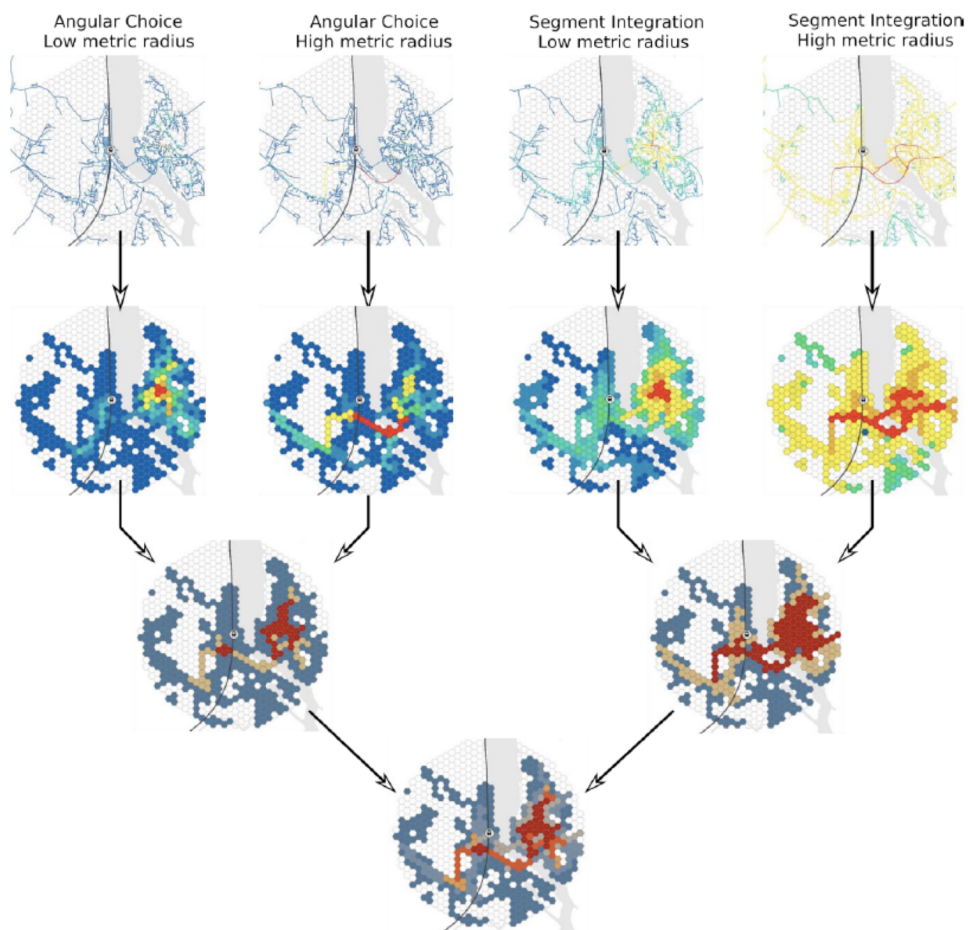 Angular Choice
Low metric radius
Angular Choice
High metric radius
Segment Integration
Low metric radius
Segment Integration
High metric radius